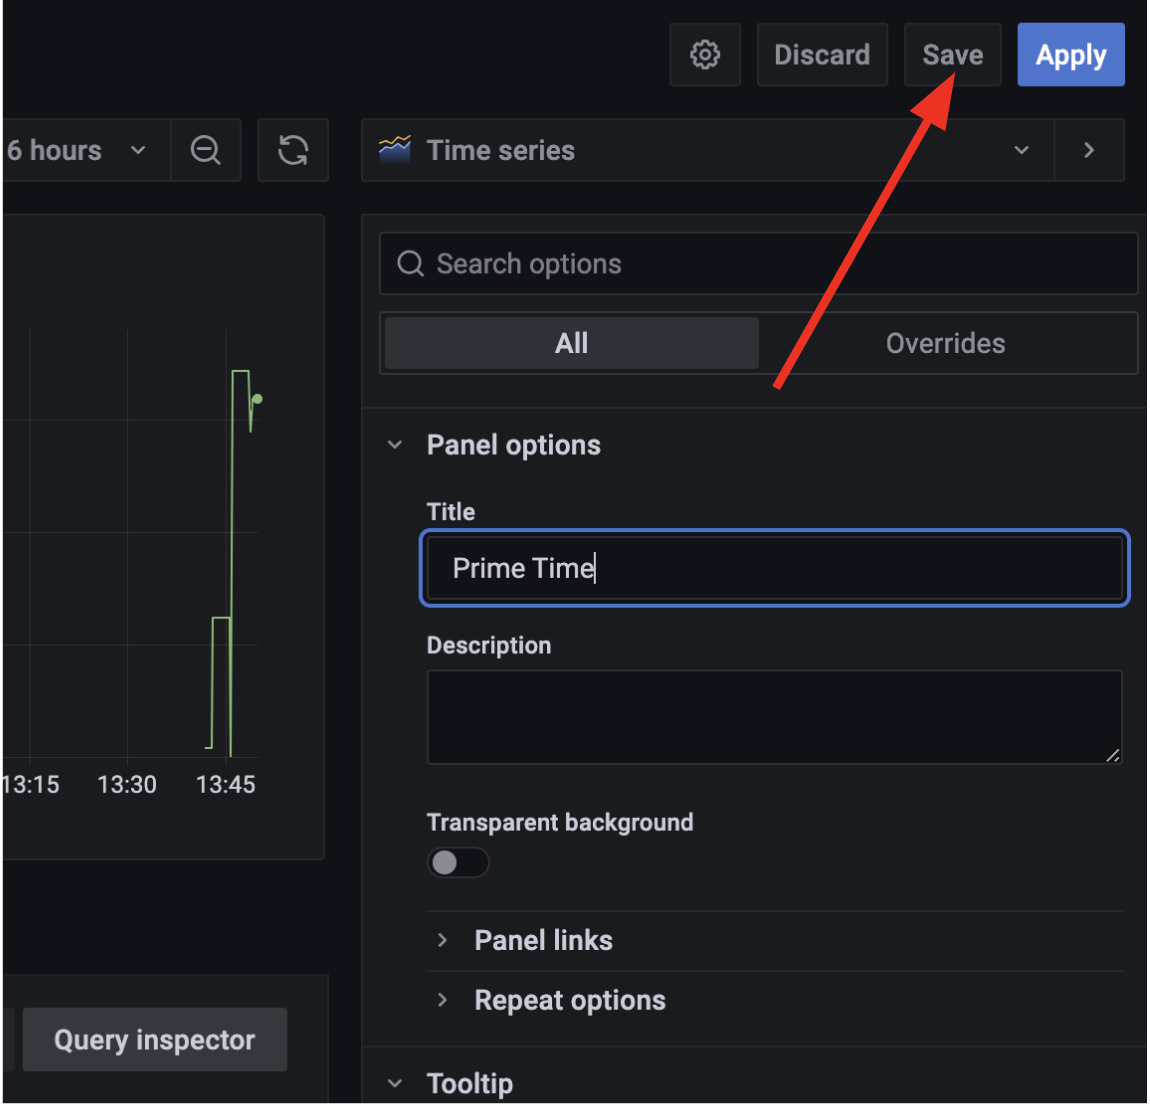 Discard Save Apply
6 hours
Time series
Search options
All Overrides
Panel options
Title
Prime Time
Description
13:15 13:30 13:45
Transparent background
Panel links
Repeat options
Query inspector
Tooltip